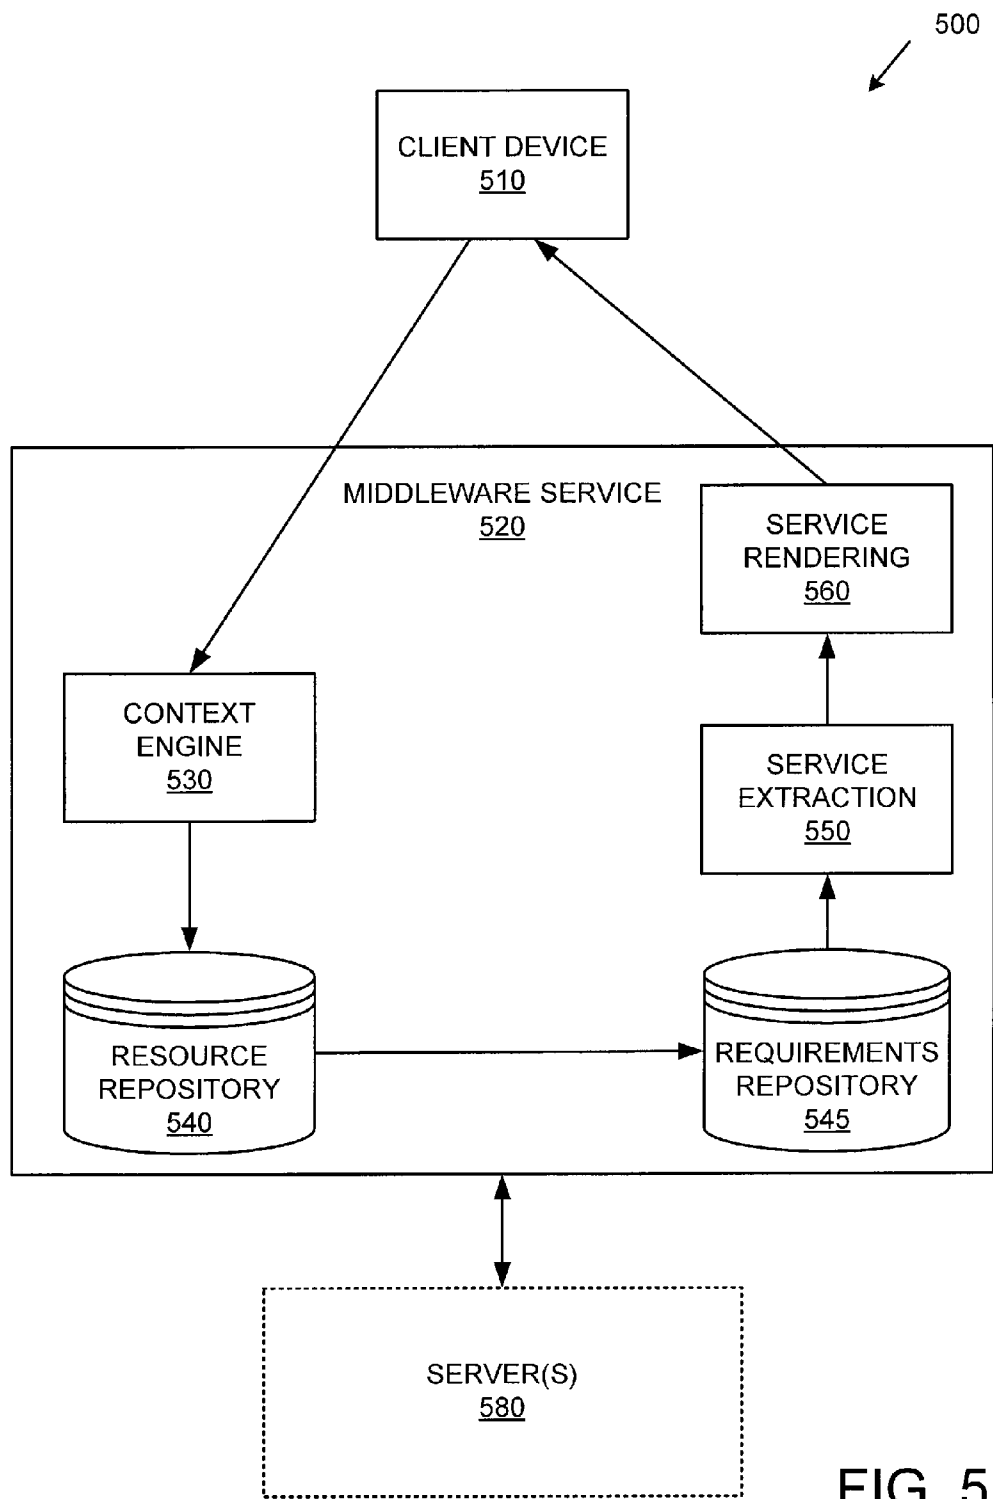 500
CLIENT DEVICE
510
MIDDLEWARE SERVICE
520
SERVICE
RENDERING
560
CONTEXT
ENGINE
530
SERVICE
EXTRACTION
550
RESOURCE
REPOSITORY
540
REQUIREMENTS
REPOSITORY
545
SERVER(S)
580
FIG. 5